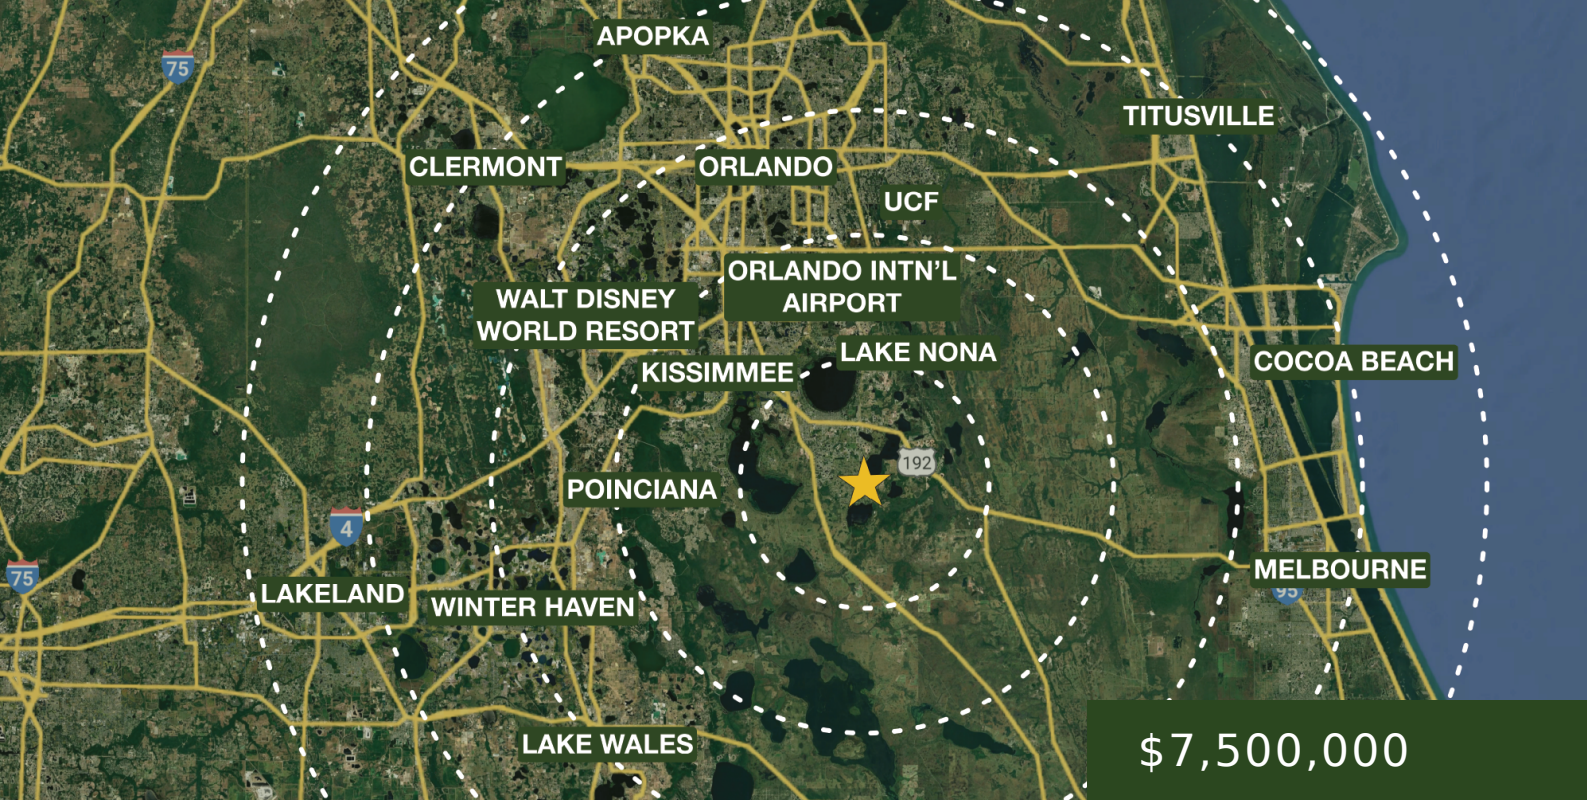 APOPKA
75
TITUSVILLE
CLERMONT
ORLANDO
UCF
ORLANDO INTN'L
AIRPORT
WALT DISNEY
WORLD RESORT
LAKE NONA
COCOA BEACH
KISSIMMEE
192
POINCIANA
4
75
MELBOURNE
95
LAKELAND
WINTER HAVEN
LAKE WALES
$7,500,000